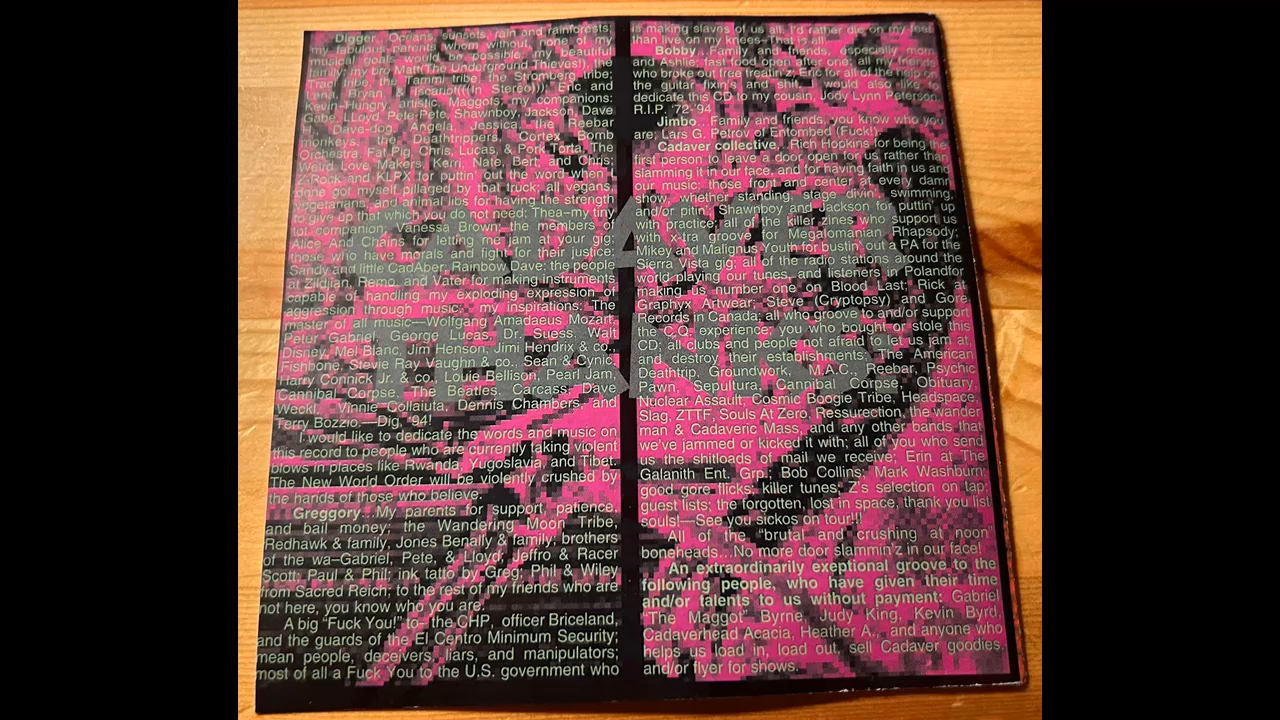 Digger...Oceans, sunsets, rain and rainforests;
my fabulous parents whom without, none of my
goals would be possible; my beautiful
family; my bro Matt(The Underground Thieves!), the
Traci tribe, the Tammi tribe, the Stromberg tribe;
Lena, Bryan, & Iscariot(((In Stereo))), Eric and
Kevin–Hungry, artistic Maggots; my companions:
Gabe, LLoyd, Pete-Pete, Shawnboy, Jackson, Dave
H., Dave-dog, Angela, Jessica, the Reebar
monkeys; the Deathtrippers, Cortex Bomb
Orchestra, Fat Pig, Chris, Lucas, & Pork Torta, The
Weird Love Makers, Kerri, Nate, Bert, and Chris;
Z-Rock and KLPX for puttin' out the word when I
done got myself pillaged by that truck; all vegans,
vegetarians, and animal libs for having the strength
to give up that which you do not need; Thea–my tiny
tot companion; Vanessa Brown; the members of
Alice And Chains for letting me jam at your gig;
those who have morals and fight for their justice;
Sandy and little CadAber, Rainbow Dave; the people
at Zildjian, Remo, and Vater for making instruments
capable of handling my exploding expression of
aggression through music; my inspirations: The
master of all music—Wolfgang Amadaeus Mozart,
Peter Gabriel, George Lucas, Dr. Suess, Walt
Disney, Mel Blanc, Jim Henson, Jimi Hendrix & co.,
Fishbone, Stevie Ray Vaughn & co., Sean & Cynic,
Harry Connick Jr. & co., Louie Bellison, Pearl Jam,
Cannibal Corpse, The Beatles, Carcass, Dave
Weckl, Vinnie Collaiuta, Dennis Chambers, and
Terry Bozzio.—Dig, '94!
I would like to dedicate the words and music on
this record to people who are currently taking violent
blows in places like Rwanda, Yugoslavia, and Tibet.
The New World Order will be violently crushed by
the hands of those who believe.
Greggory...My parents for support, patience,
and bail money; the Wandering Moon Tribe,
Redhawk & family, Jones Benally & family; brothers
of the wa–Gabriel, Pete, & Lloyd; Jeffro & Racer
Scott; Paul & Phil; ink tatto by Greg; Phil & Wiley
from Sacred Reich; to the rest of my friends who are
not here, you know who you are.
A big "Fuck You!" to– the CHP, officer Briceland,
and the guards of the El Centro Minimum Security;
mean people, deceivers, liars, and manipulators;
most of all a Fuck You to the U.S. government who
is making slaves of us all, I'd rather die on my feet
than live on my knees–That is all.
Bobby...Family and friends, especially mom
and Ashlie; fast food open after one; all my friends
who broke out free treatin'z; Eric for all of the help on
the guitar fixin's and shit, I would also like to
dedicate this CD to my cousin, Jody Lynn Peterson
R.I.P. '72-'94
Jimbo...Family and friends, you know who you
are; Lars G. Petrov of Entombed (Fuck!)
Cadaver collective...Rich Hopkins for being the
first person to leave a door open for us rather than
slamming it in our face, and for having faith in us and
our music; those front and center at every damn
show, whether standing, stage divin', swimming,
and/or pitin'; Shawnboy and Jackson for puttin' up
with practice; all of the killer zines who support us
with x-tra groove to Megalomanian Rhapsody;
Mikey and Malignus Youth for bustin' out a PA for the
Sierra Vista gig; all of the radio stations around the
world playing our tunes, and listeners in Polandfor
making us number one on Blood Last; Rick at
Graphyx Artwear; Steve (Cryptopsy) and Gore
Records in Canada; all who groove to and/or support
the C.Q. experience; you who bought or stole this
CD; all clubs and people not afraid to let us jam at,
and destroy their establishments; The American
Deathtrip, Groundwork, M.A.C., Reebar, Psychic
Pawn, Sepultura, Cannibal Corpse, Obituary,
Nuclear Assault, Cosmic Boogie Tribe, Headspace,
Slag, ZTTF, Souls At Zero, Ressurection, the wander
man & Cadaveric Mass, and any other bands that
we've jammed or kicked it with; all of you who send
us the shitloads of mail we receive; Erin at The
Galanith Ent. Grp.; Bob Collins; Mark Washburn;
good gore flicks; killer tunes; Z's selection on tap;
guest lists; the forgotten, lost in space, thank you list
souls!—See you sickos on tour!!!
All of the "brutal and crushing at noon"
boneheads...No more door slammin'z in our face!
An extraordinarily exeptional groove to the
following people, who have given their time
and/or talents to us without payment: Gabriel
"The Maggot" Byrne, Judy King, Kevin Byrd,
Cadaverhead Acacia, Heather A., and anyone who
helps us load in, load out, sell Cadaver goodies,
and/or flyer for shows.